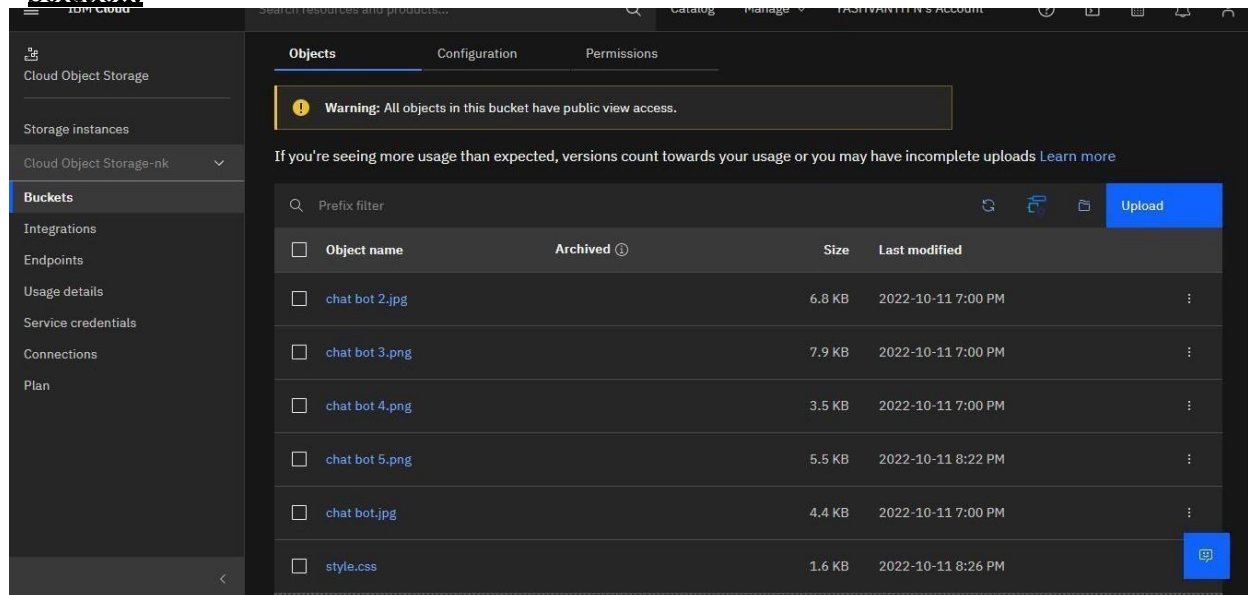 IBM Cloud
Search resources and products...
Catalog
Manage
YASHVANTH N's Account
Cloud Object Storage
Storage instances
Cloud Object Storage-nk
Buckets
Integrations
Endpoints
Usage details
Service credentials
Connections
Plan
Objects Configuration Permissions
Warning: All objects in this bucket have public view access.
If you're seeing more usage than expected, versions count towards your usage or you may have incomplete uploads Learn more
Prefix filter
Upload
Object name Archived Size Last modified
chat bot 2.jpg 6.8 KB 2022-10-11 7:00 PM
chat bot 3.png 7.9 KB 2022-10-11 7:00 PM
chat bot 4.png 3.5 KB 2022-10-11 7:00 PM
chat bot 5.png 5.5 KB 2022-10-11 8:22 PM
chat bot.jpg 4.4 KB 2022-10-11 7:00 PM
style.css 1.6 KB 2022-10-11 8:26 PM